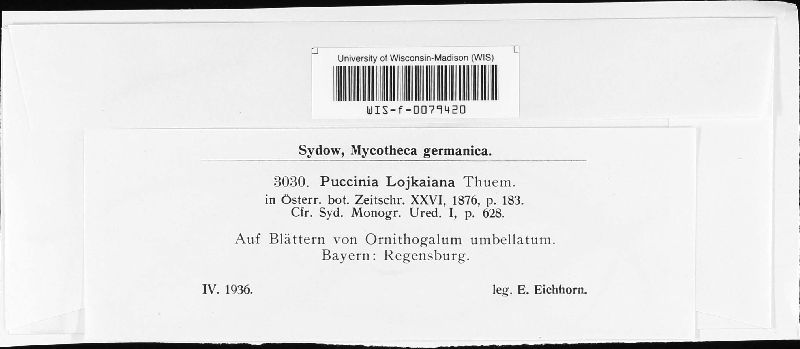 University of Wisconsin-Madison (WIS)
WIS-f-0079420
Sydow, Mycotheca germanica.
3030. Puccinia Lojkaiana Thuem.
in Österr. bot. Zeitschr. XXVI, 1876, p. 183.
Cfr. Syd. Monogr. Ured. I, p. 628.
Auf Blättern von Ornithogalum umbellatum.
Bayern: Regensburg.
IV. 1936. leg. E. Eichhorn.